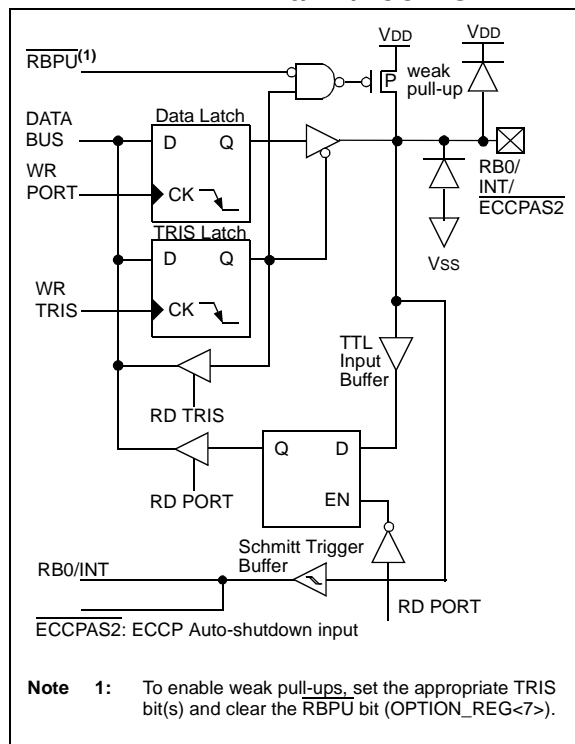 VDD
VDD
RBPU(1)
P
weak
pull-up
DATA
BUS
Data Latch
D Q
WR
PORT
CK
RB0/
INT/
ECCPAS2
TRIS Latch
D Q
VSS
WR
TRIS
CK
TTL
Input
Buffer
RD TRIS
Q D
EN
RD PORT
Schmitt Trigger
Buffer
RB0/INT
RD PORT
ECCPAS2: ECCP Auto-shutdown input
Note 1: To enable weak pull-ups, set the appropriate TRIS
bit(s) and clear the RBPU bit (OPTION_REG<7>).